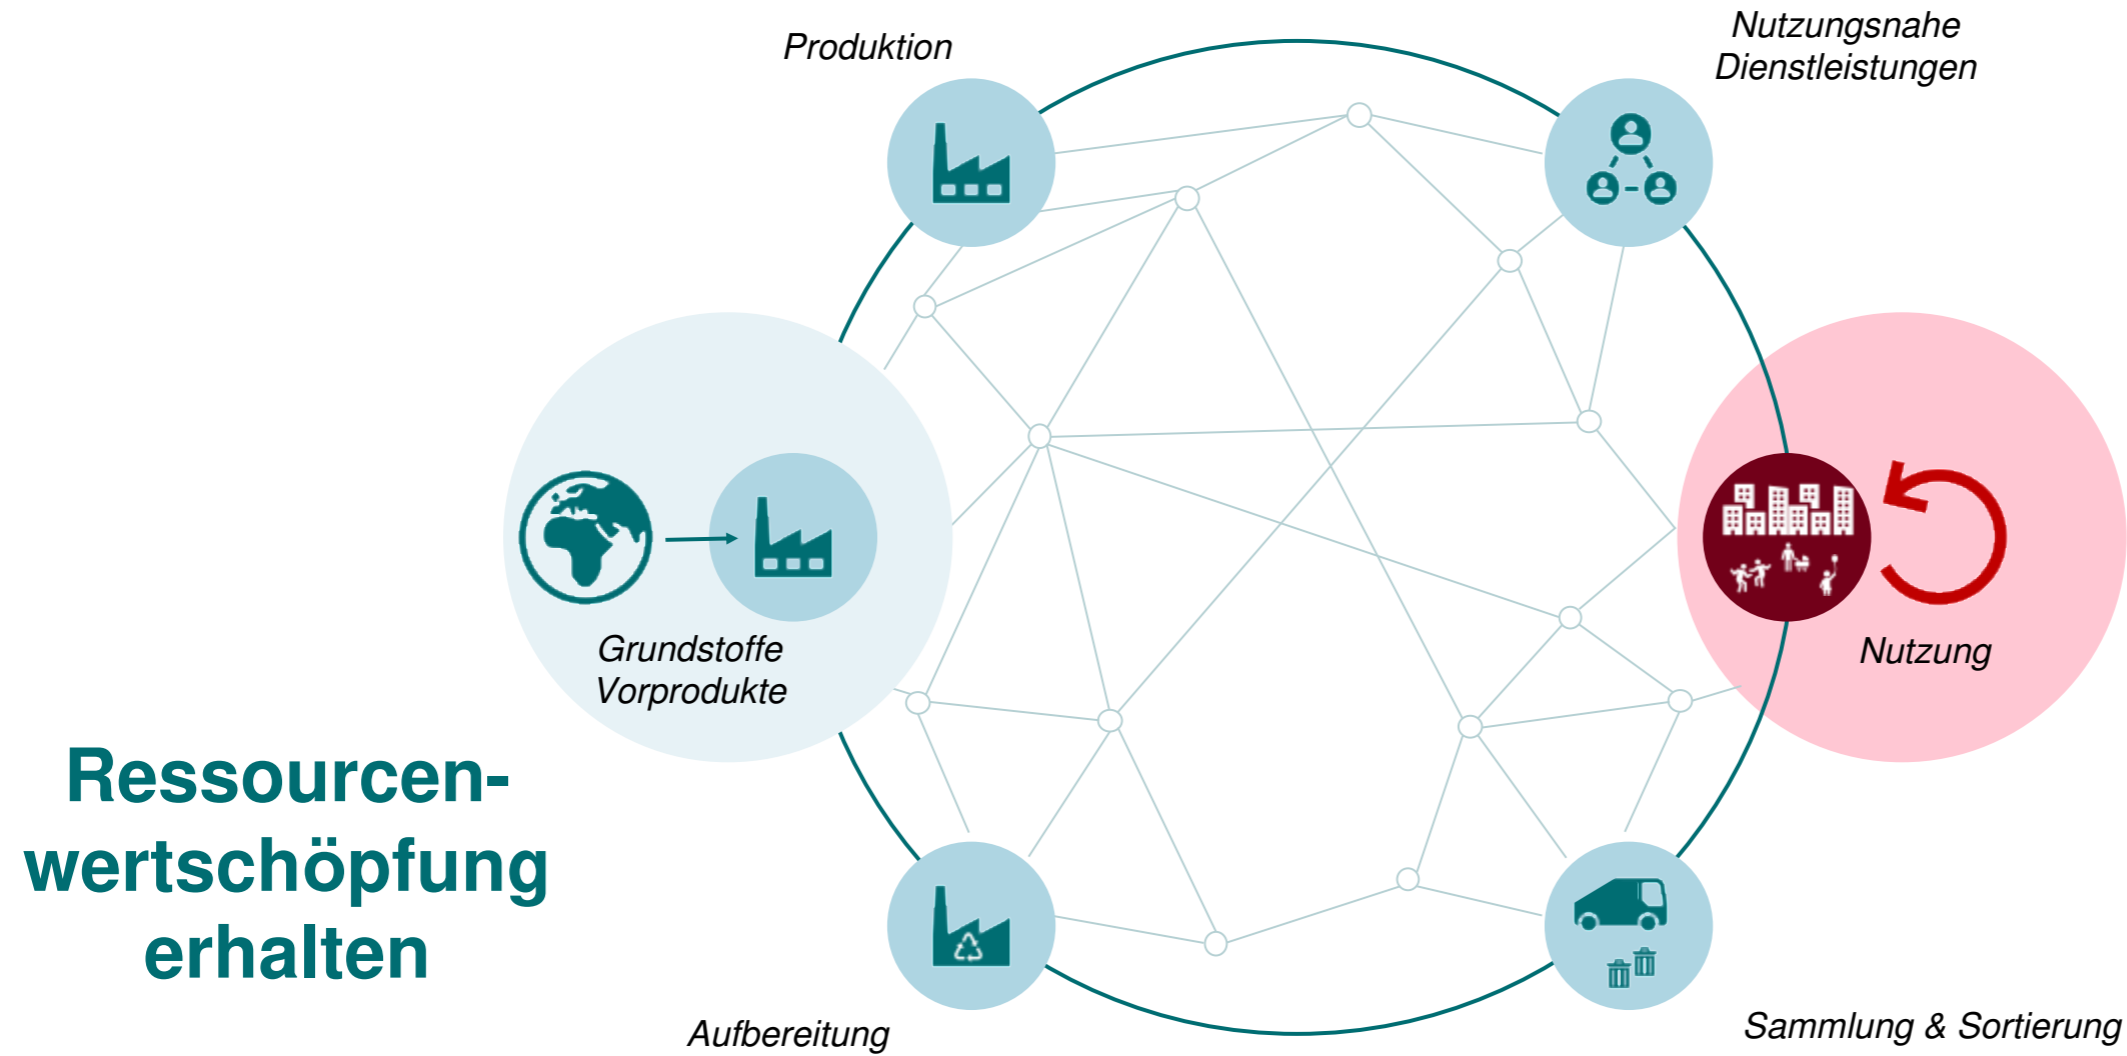 Produktion
Nutzungsnahe
Dienstleistungen
Grundstoffe
Vorprodukte
Nutzung
Ressourcen-
wertschöpfung
erhalten
Aufbereitung
Sammlung & Sortierung